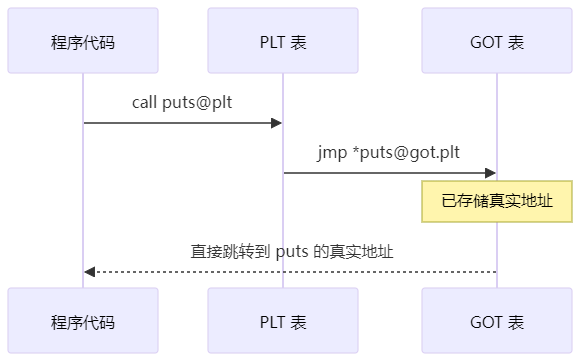 程序代码
PLT 表
GOT 表
call puts@plt
jmp *puts@got.plt
已存储真实地址
直接跳转到 puts 的真实地址
程序代码
PLT 表
GOT 表